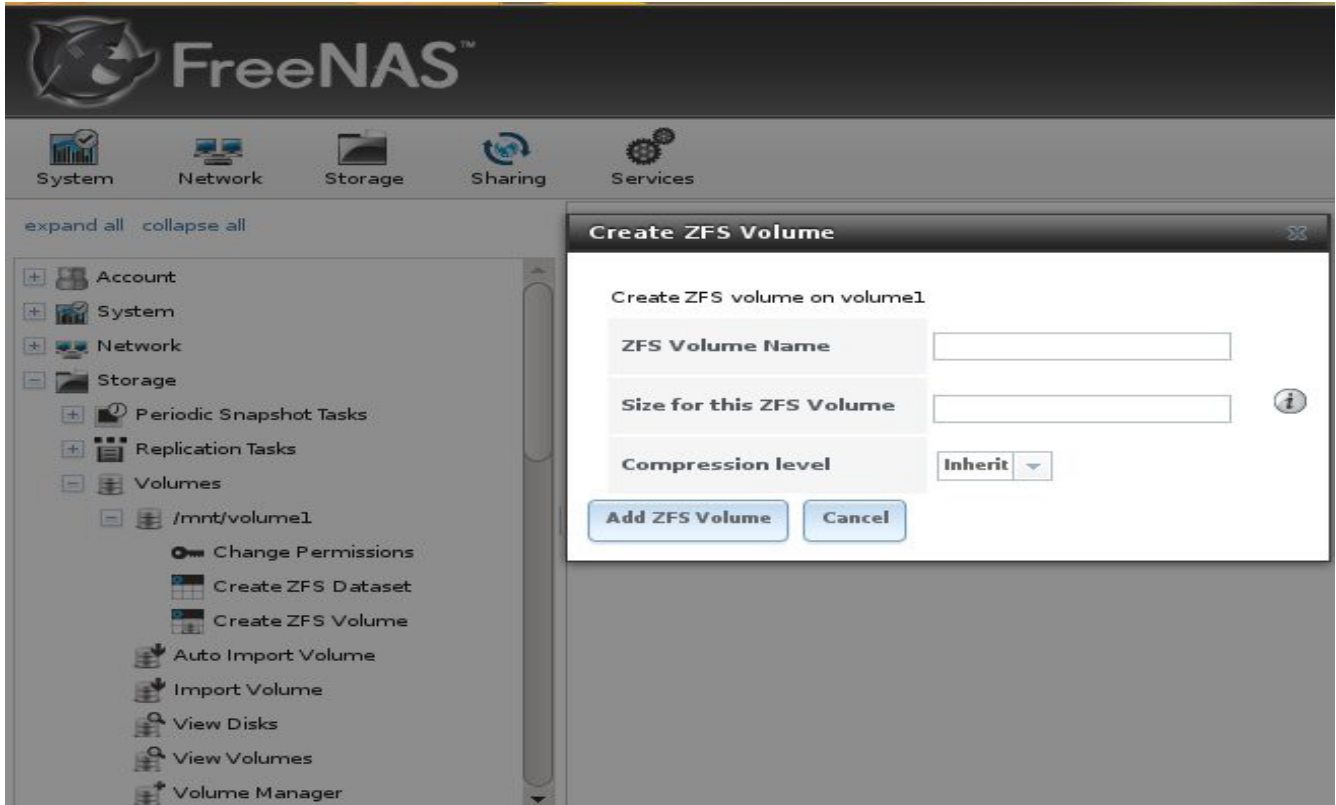 FreeNAS™
System Network Storage Sharing Services
expand all collapse all
Account
System
Network
Storage
Periodic Snapshot Tasks
Replication Tasks
Volumes
/mnt/volume1
Change Permissions
Create ZFS Dataset
Create ZFS Volume
Auto Import Volume
Import Volume
View Disks
View Volumes
Volume Manager
Create ZFS Volume
Create ZFS volume on volume1
ZFS Volume Name
Size for this ZFS Volume
Compression level Inherit
Add ZFS Volume Cancel